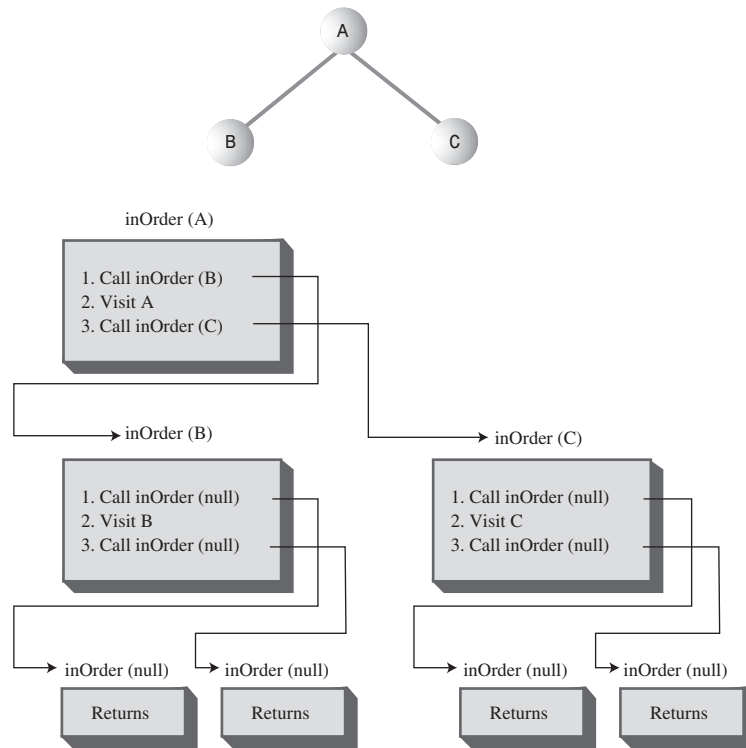 A
B
C
inOrder (A)
1. Call inOrder (B)
2. Visit A
3. Call inOrder (C)
inOrder (B)
inOrder (C)
1. Call inOrder (null)
2. Visit B
3. Call inOrder (null)
1. Call inOrder (null)
2. Visit C
3. Call inOrder (null)
inOrder (null)
inOrder (null)
inOrder (null)
inOrder (null)
Returns
Returns
Returns
Returns